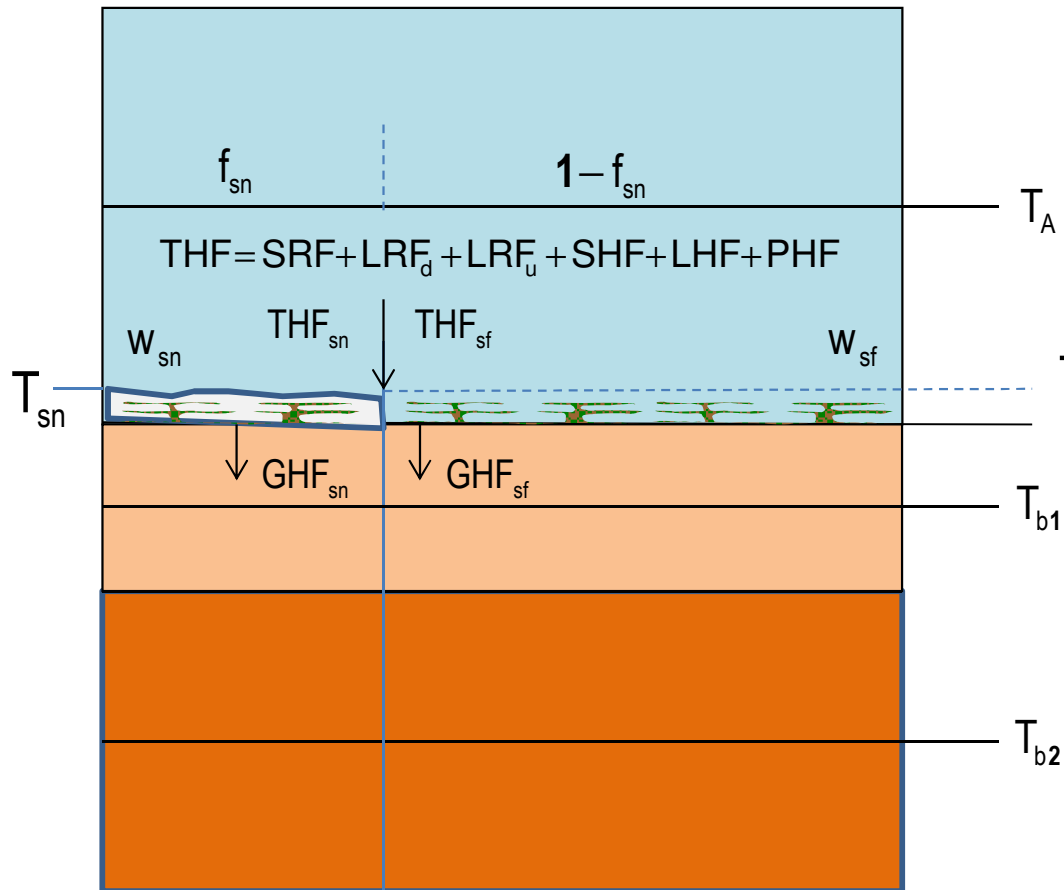 f_sn 1–f_sn
T_A
THF=SRF+LRF_d+LRF_u+SHF+LHF+PHF
THF_sn THF_sf
w_sn w_sf
T_sn
GHF_sn GHF_sf
T_b1
T_b2